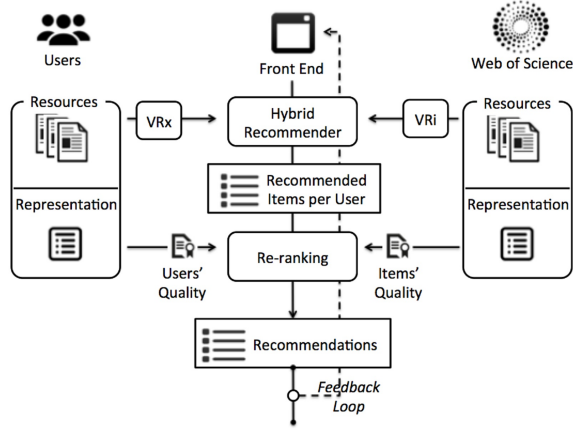 Users
Front End
Web of Science
Resources
VRx
Hybrid
Recommender
VRi
Resources
Representation
Recommended
Items per User
Representation
Users’
Quality
Re-ranking
Items’
Quality
Recommendations
Feedback
Loop